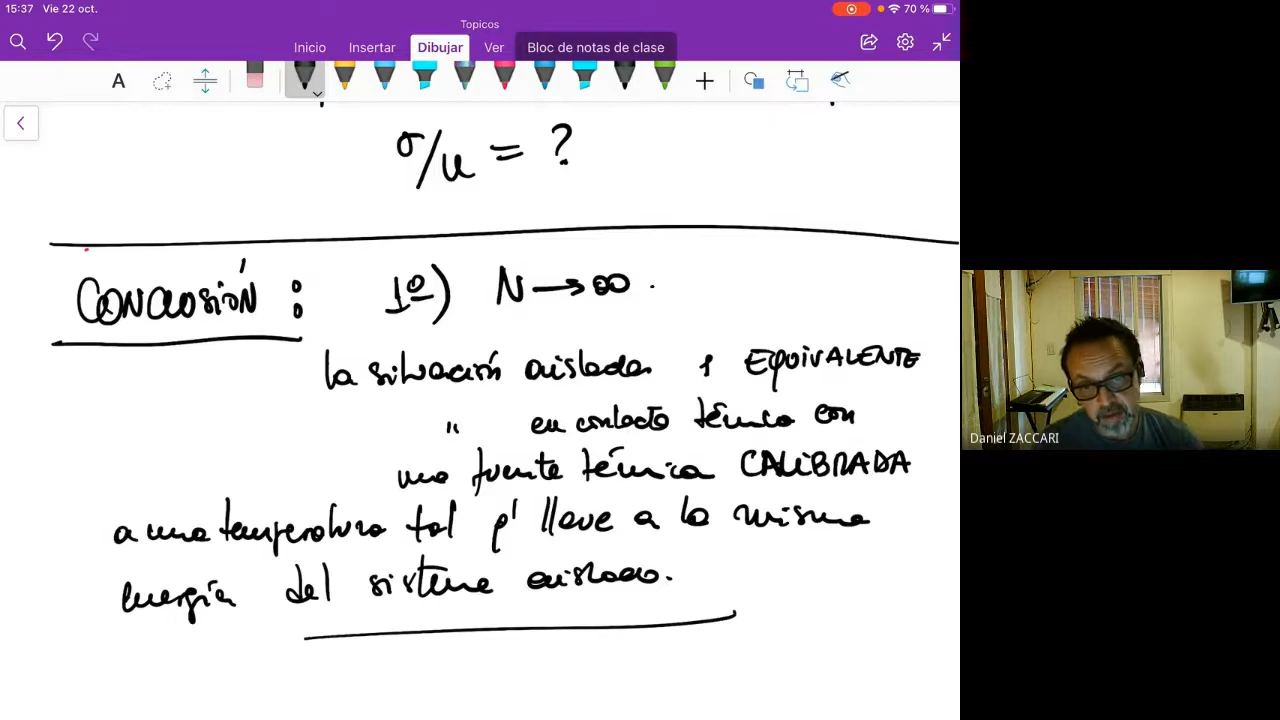 15:37 Vie 22 oct.
70 %
Topicos
Inicio Insertar Dibujar Ver Bloc de notas de clase
A
σ/u = ?
CONCLUSIÓN : 1º) N → ∞ .
la situación aislada EQUIVALENTE
" en contacto térmico con
una fuente térmica CALIBRADA
a una temperatura tal q' lleve a la misma
energía del sistema aislado.
Daniel ZACCARI